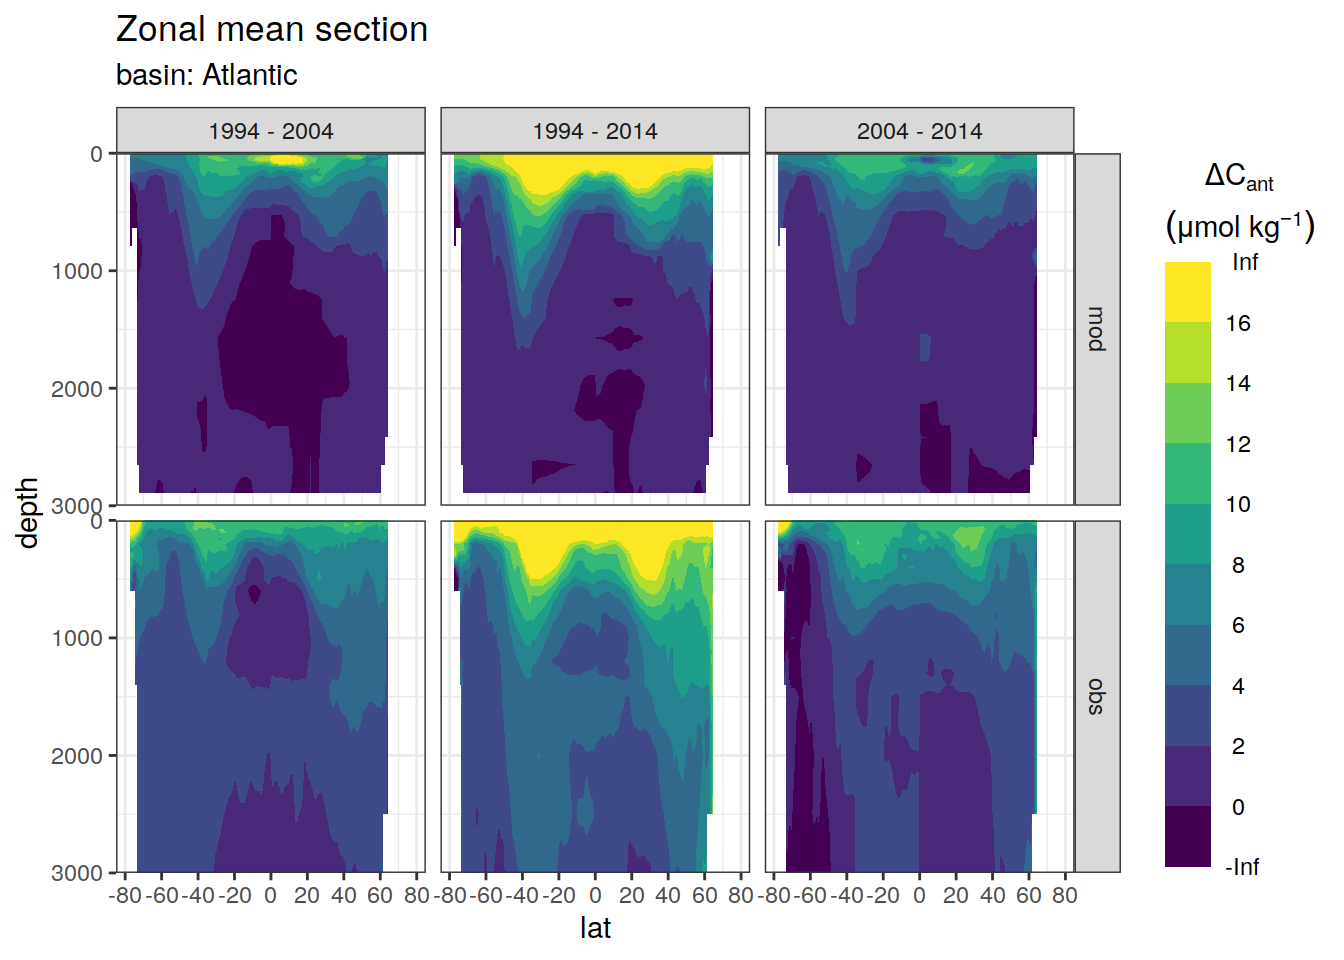 Zonal mean section
basin: Atlantic
1994 - 2004
1994 - 2014
2004 - 2014
0
1000
2000
3000
mod
0
1000
2000
3000
obs
depth
-80 -60 -40 -20 0 20 40 60 80
-80 -60 -40 -20 0 20 40 60 80
-80 -60 -40 -20 0 20 40 60 80
lat
ΔCant
(μmol kg⁻¹)
Inf
16
14
12
10
8
6
4
2
0
-Inf